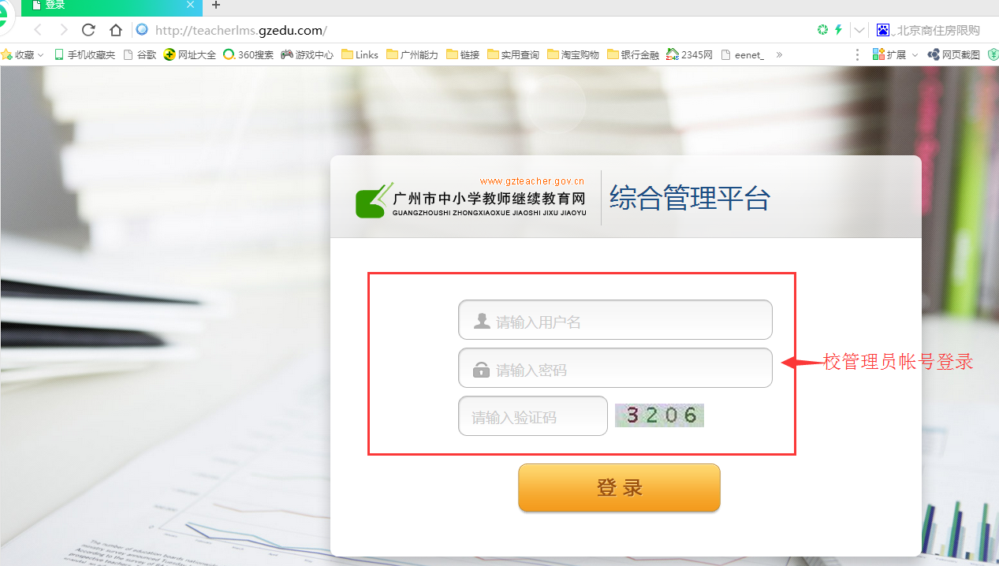 登录
http://teacherlms.gzedu.com/
北京商住房限购
收藏 手机收藏夹 谷歌 网址大全 360搜索 游戏中心 Links 广州能力 链接 实用查询 淘宝购物 银行金融 2345网 eenet_ » 扩展 网页截图
www.gzteacher.gov.cn
广州市中小学教师继续教育网
GUANGZHOUSHI ZHONGXIAOXUE JIAOSHI JIXU JIAOYU
综合管理平台
请输入用户名
请输入密码
校管理员帐号登录
请输入验证码
3206
登 录
The number of education boards